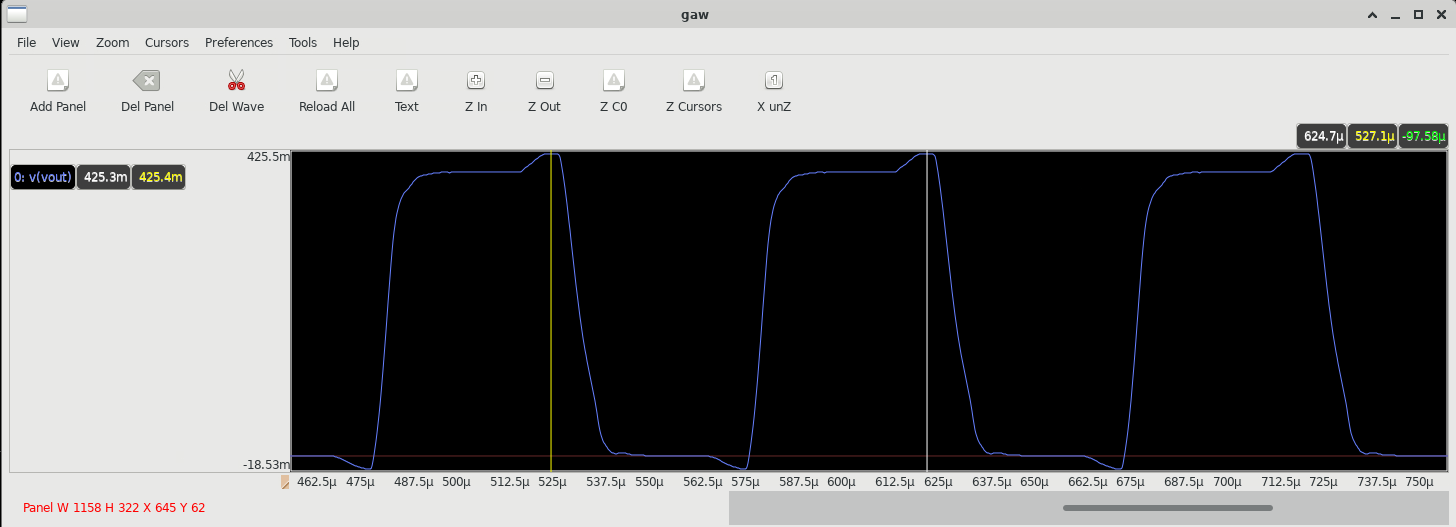 gaw
File View Zoom Cursors Preferences Tools Help
Add Panel Del Panel Del Wave Reload All Text Z In Z Out Z C0 Z Cursors X unZ
624.7µ 527.1µ -97.58µ
425.5m
0: v(vout) 425.3m 425.4m
-18.53m
462.5µ 475µ 487.5µ 500µ 512.5µ 525µ 537.5µ 550µ 562.5µ 575µ 587.5µ 600µ 612.5µ 625µ 637.5µ 650µ 662.5µ 675µ 687.5µ 700µ 712.5µ 725µ 737.5µ 750µ
Panel W 1158 H 322 X 645 Y 62